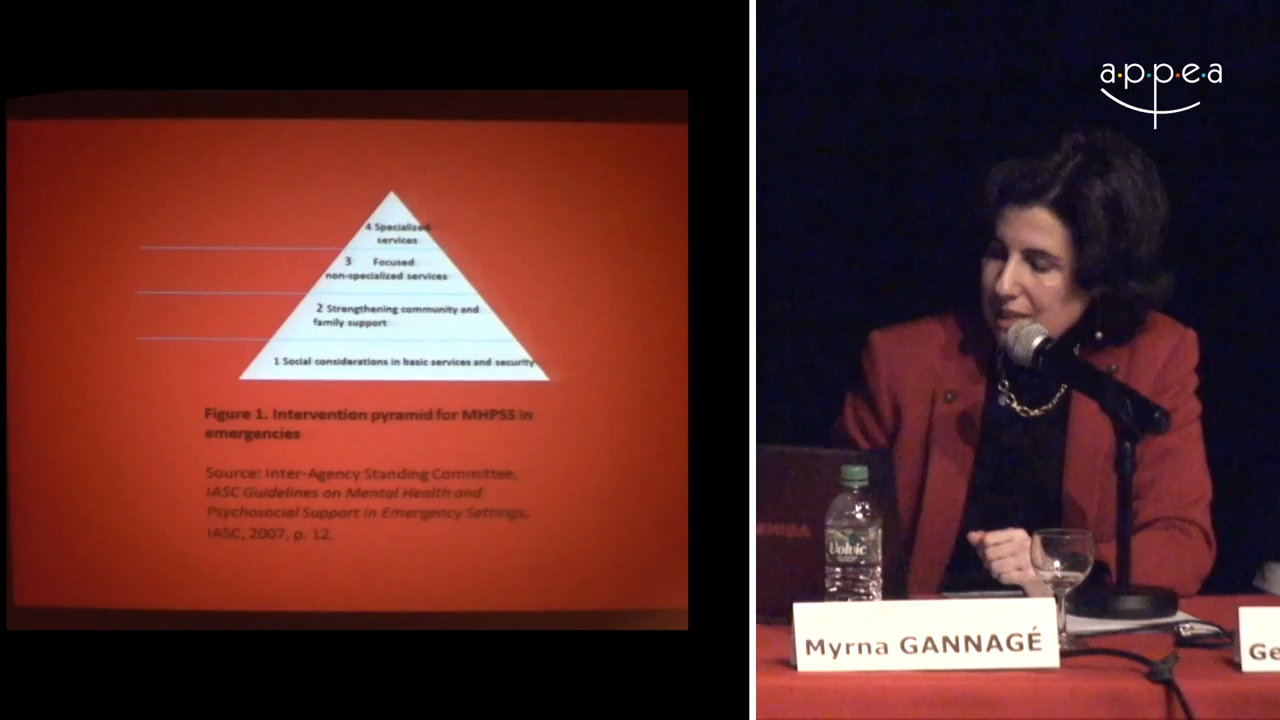 4 Specialized
services
3 Focused
non-specialized services
2 Strengthening community and
family support
1 Social considerations in basic services and security
Figure 1. Intervention pyramid for MHPSS in
emergencies
Source: Inter-Agency Standing Committee,
IASC Guidelines on Mental Health and
Psychosocial Support in Emergency Settings.
IASC, 2007, p. 12.
a·p·p·e·a
Volvic
Myrna GANNAGÉ
Ge